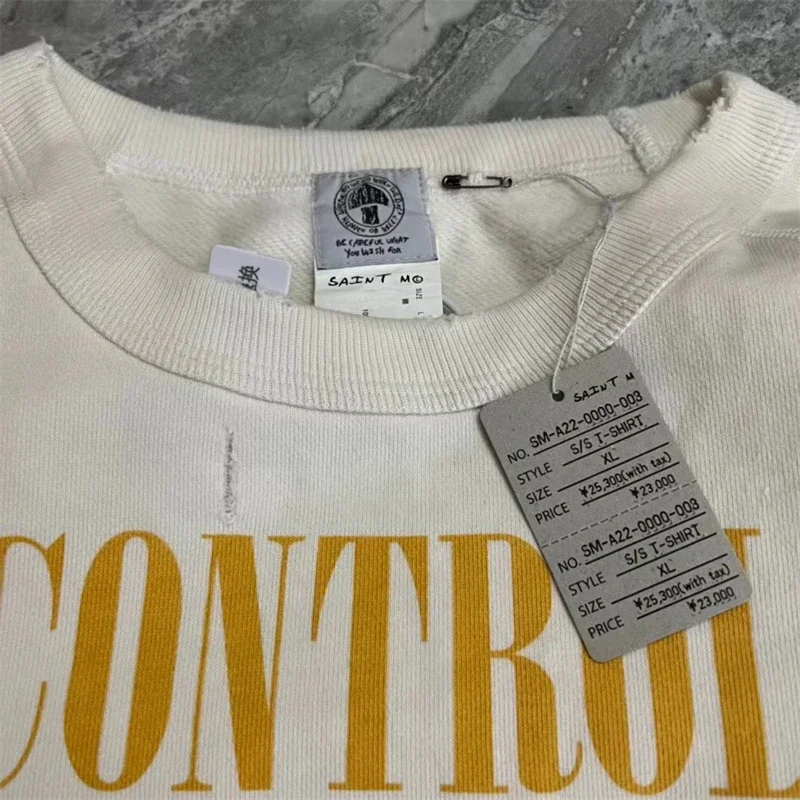 BE CAREFUL WHAT
YOU WISH FOR
SAINT M
SIZE
L
換
SAINT M
NO. SM-A22-0000-003
STYLE S/S T-SHIRT
SIZE XL
PRICE ¥25,300(with tax)
¥23,000
NO. SM-A22-0000-003
STYLE S/S T-SHIRT
SIZE XL
PRICE ¥25,300(with tax)
¥23,000
CONTROL